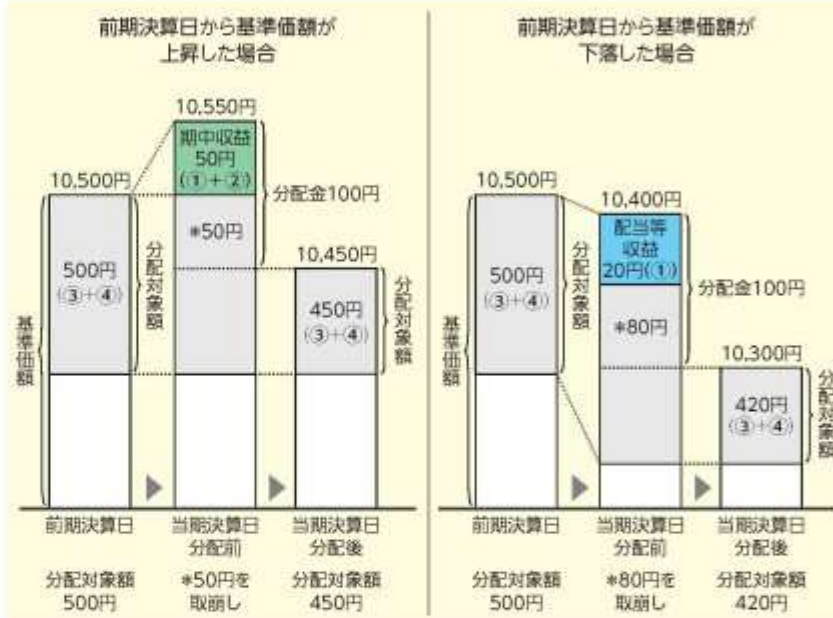 前期決算日から基準価額が
上昇した場合
10,550円
期中収益
50円
(①+②)
10,500円
分配金100円
*50円
10,450円
500円
(③+④)
分配対象額
450円
(③+④)
分配対象額
基準価額
前期決算日
当期決算日
分配前
当期決算日
分配後
分配対象額
500円
*50円を
取崩し
分配対象額
450円
前期決算日から基準価額が
下落した場合
10,500円
10,400円
配当等
収益
20円(①)
分配金100円
500円
(③+④)
分配対象額
*80円
10,300円
420円
(③+④)
分配対象額
基準価額
前期決算日
当期決算日
分配前
当期決算日
分配後
分配対象額
500円
*80円を
取崩し
分配対象額
420円